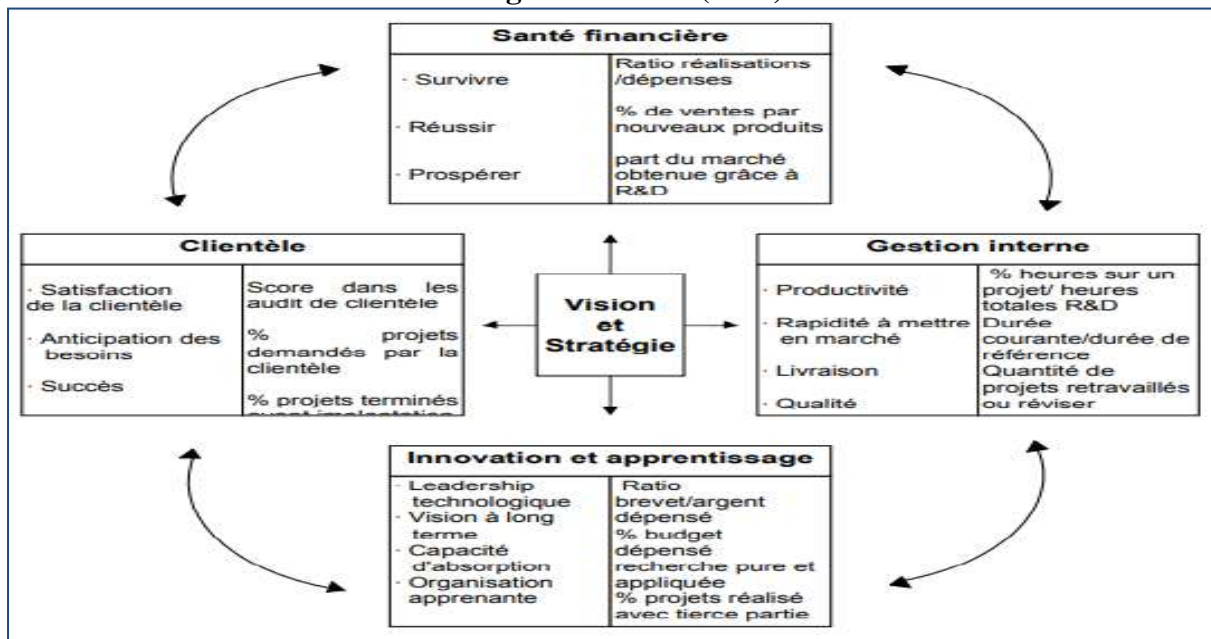 Santé financière
· Survivre
· Réussir
· Prospérer
Ratio réalisations
/dépenses
% de ventes par
nouveaux produits
part du marché
obtenue grâce à
R&D
Clientèle
· Satisfaction
de la clientèle
· Anticipation des
besoins
· Succès
Score dans les
audit de clientèle
% projets
demandés par la
clientèle
% projets terminés
Vision
et
Stratégie
Gestion interne
· Productivité
· Rapidité à mettre
en marché
· Livraison
· Qualité
% heures sur un
projet/ heures
totales R&D
Durée
courante/durée de
référence
Quantité de
projets retravaillés
ou réviser
Innovation et apprentissage
· Leadership
technologique
· Vision à long
terme
· Capacité
d'absorption
· Organisation
apprenante
Ratio
brevet/argent
dépensé
% budget
dépensé
recherche pure et
appliquée
% projets réalisé
avec tierce partie